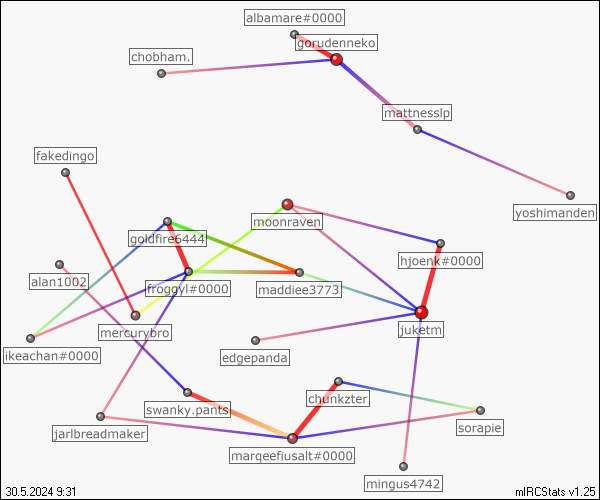 albamare#0000
gorudenneko
chobham.
mattnesslp
fakedingo
yoshimanden
moonraven
goldfire6444
hjoenk#0000
alan1002
froggyl#0000
maddiee3773
mercurybro
juketm
ikeachan#0000
edgepanda
chunkzter
swanky.pants
sorapie
jarlbreadmaker
marqeefiusalt#0000
mingus4742
30.5.2024 9:31
mIRCStats v1.25